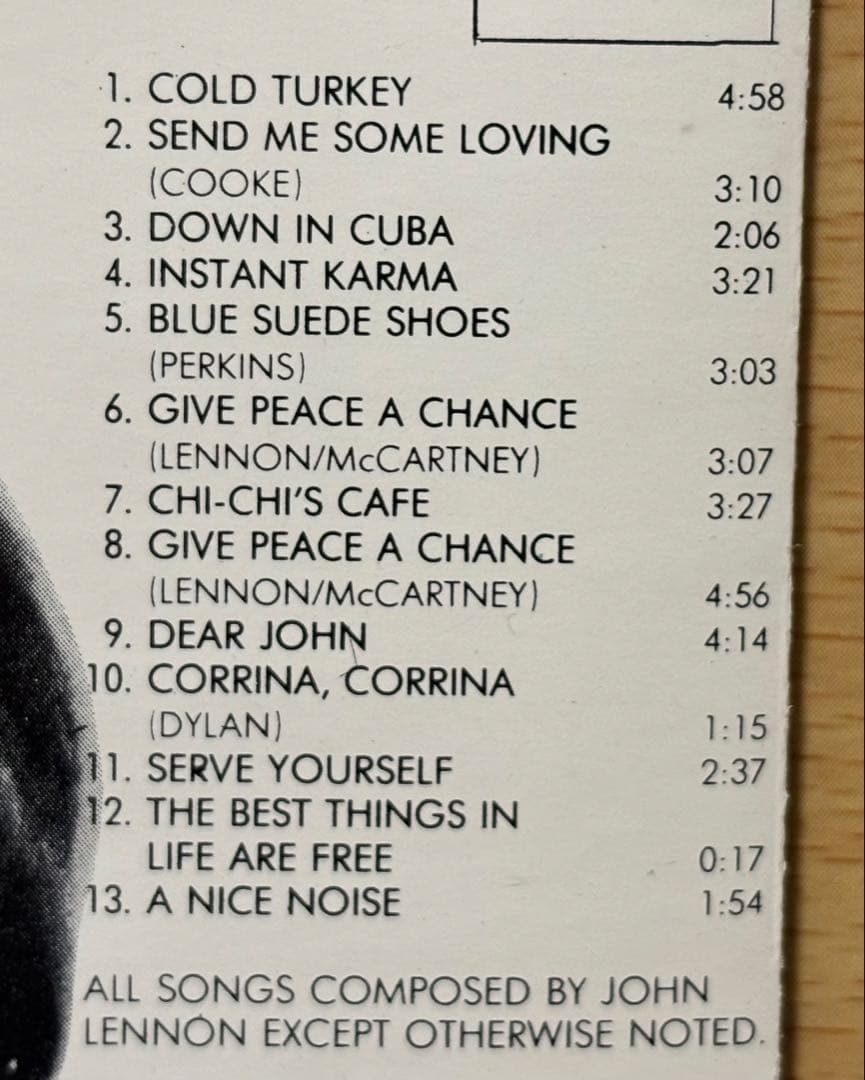 1. COLD TURKEY 4:58
2. SEND ME SOME LOVING
(COOKE) 3:10
3. DOWN IN CUBA 2:06
4. INSTANT KARMA 3:21
5. BLUE SUEDE SHOES
(PERKINS) 3:03
6. GIVE PEACE A CHANCE
(LENNON/McCARTNEY) 3:07
7. CHI-CHI'S CAFE 3:27
8. GIVE PEACE A CHANCE
(LENNON/McCARTNEY) 4:56
9. DEAR JOHN 4:14
10. CORRINA, CORRINA
(DYLAN) 1:15
11. SERVE YOURSELF 2:37
12. THE BEST THINGS IN
LIFE ARE FREE 0:17
13. A NICE NOISE 1:54
ALL SONGS COMPOSED BY JOHN
LENNON EXCEPT OTHERWISE NOTED.